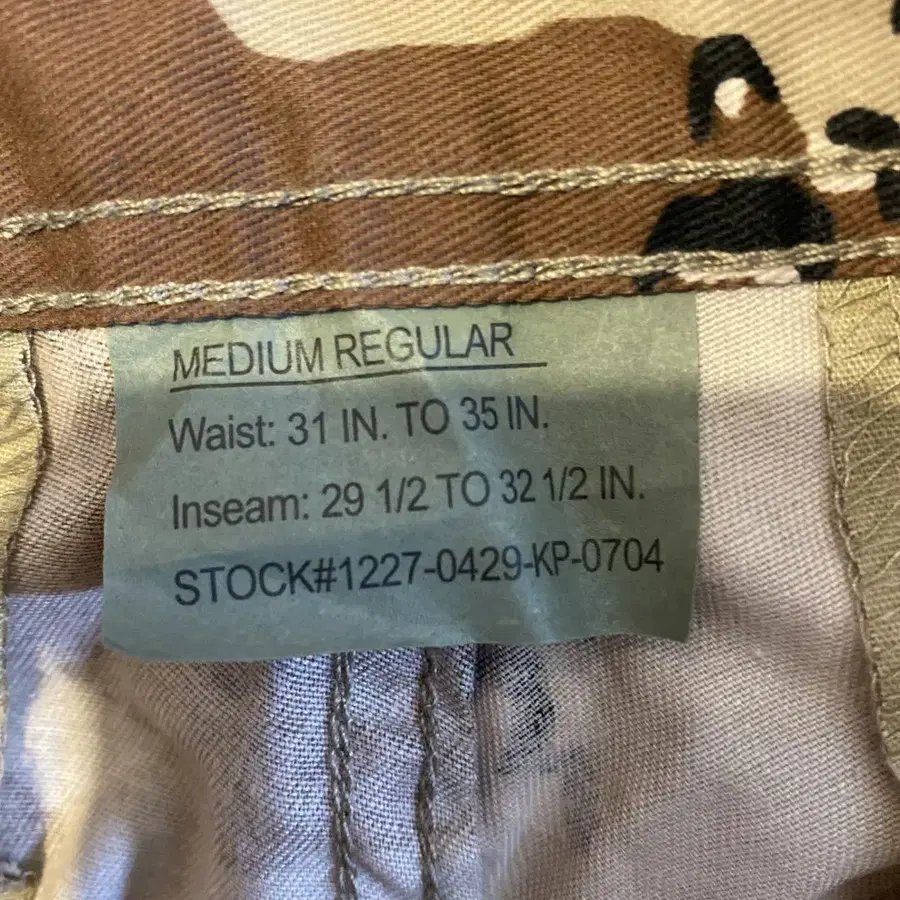 MEDIUM REGULAR
Waist: 31 IN. TO 35 IN.
Inseam: 29 1/2 TO 32 1/2 IN.
STOCK#1227-0429-KP-0704